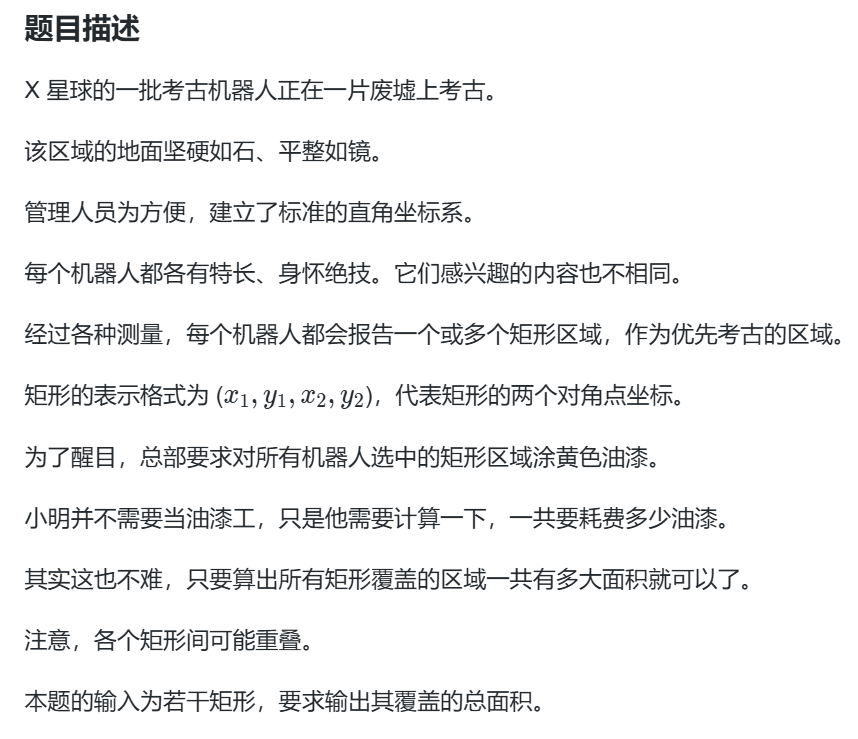 题目描述
X 星球的一批考古机器人正在一片废墟上考古。
该区域的地面坚硬如石、平整如镜。
管理人员为方便，建立了标准的直角坐标系。
每个机器人都各有特长、身怀绝技。它们感兴趣的内容也不相同。
经过各种测量，每个机器人都会报告一个或多个矩形区域，作为优先考古的区域。
矩形的表示格式为 (x₁, y₁, x₂, y₂)，代表矩形的两个对角点坐标。
为了醒目，总部要求对所有机器人选中的矩形区域涂黄色油漆。
小明并不需要当油漆工，只是他需要计算一下，一共要耗费多少油漆。
其实这也不难，只要算出所有矩形覆盖的区域一共有多大面积就可以了。
注意，各个矩形间可能重叠。
本题的输入为若干矩形，要求输出其覆盖的总面积。